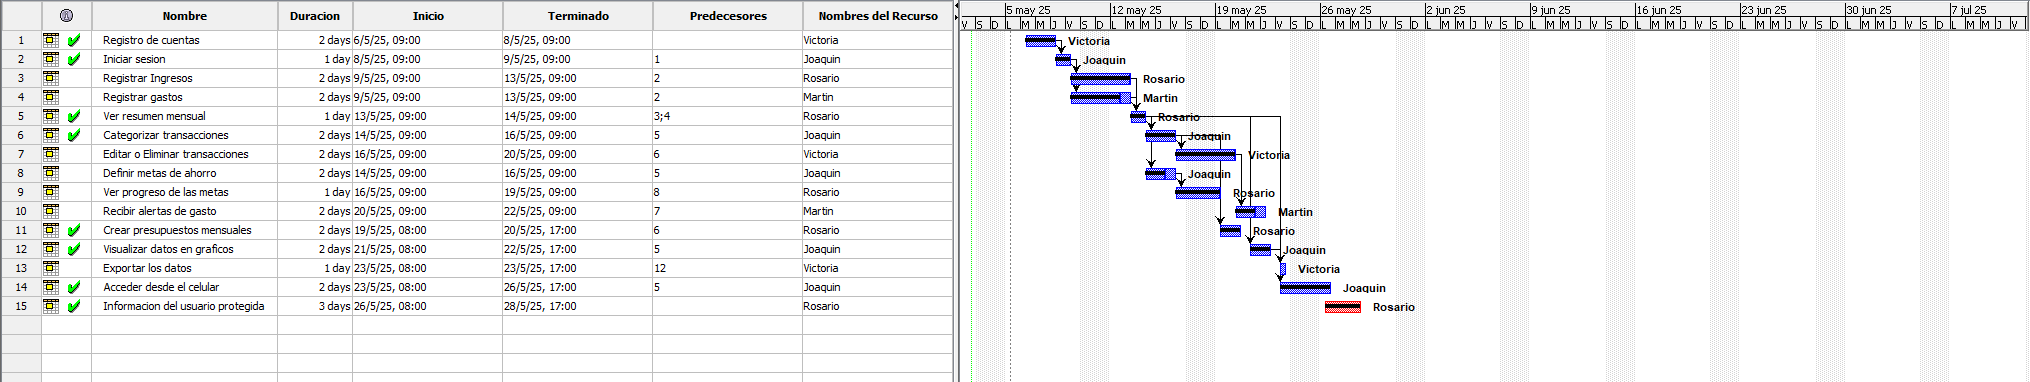 Nombre Duracion Inicio Terminado Predecesores Nombres del Recurso
5 may 25 12 may 25 19 may 25 26 may 25 2 jun 25 9 jun 25 16 jun 25 23 jun 25 30 jun 25 7 jul 25
V S D L M M J V S D L M M J V S D L M M J V S D L M M J V S D L M M J V S D L M M J V S D L M M J V S D L M M J V S D L M M J V S D L M M J V
1 Registro de cuentas 2 days 6/5/25, 09:00 8/5/25, 09:00 Victoria Victoria
2 Iniciar sesion 1 day 8/5/25, 09:00 9/5/25, 09:00 1 Joaquin Joaquin
3 Registrar Ingresos 2 days 9/5/25, 09:00 13/5/25, 09:00 2 Rosario Rosario
4 Registrar gastos 2 days 9/5/25, 09:00 13/5/25, 09:00 2 Martin Martin
5 Ver resumen mensual 1 day 13/5/25, 09:00 14/5/25, 09:00 3;4 Rosario Rosario
6 Categorizar transacciones 2 days 14/5/25, 09:00 16/5/25, 09:00 5 Joaquin Joaquin
7 Editar o Eliminar transacciones 2 days 16/5/25, 09:00 20/5/25, 09:00 6 Victoria Victoria
8 Definir metas de ahorro 2 days 14/5/25, 09:00 16/5/25, 09:00 5 Joaquin Joaquin
9 Ver progreso de las metas 1 day 16/5/25, 09:00 19/5/25, 09:00 8 Rosario Rosario
10 Recibir alertas de gasto 2 days 20/5/25, 09:00 22/5/25, 09:00 7 Martin Martin
11 Crear presupuestos mensuales 2 days 19/5/25, 08:00 20/5/25, 17:00 6 Rosario Rosario
12 Visualizar datos en graficos 2 days 21/5/25, 08:00 22/5/25, 17:00 5 Joaquin Joaquin
13 Exportar los datos 1 day 23/5/25, 08:00 23/5/25, 17:00 12 Victoria Victoria
14 Acceder desde el celular 2 days 23/5/25, 08:00 26/5/25, 17:00 5 Joaquin Joaquin
15 Informacion del usuario protegida 3 days 26/5/25, 08:00 28/5/25, 17:00 Rosario Rosario